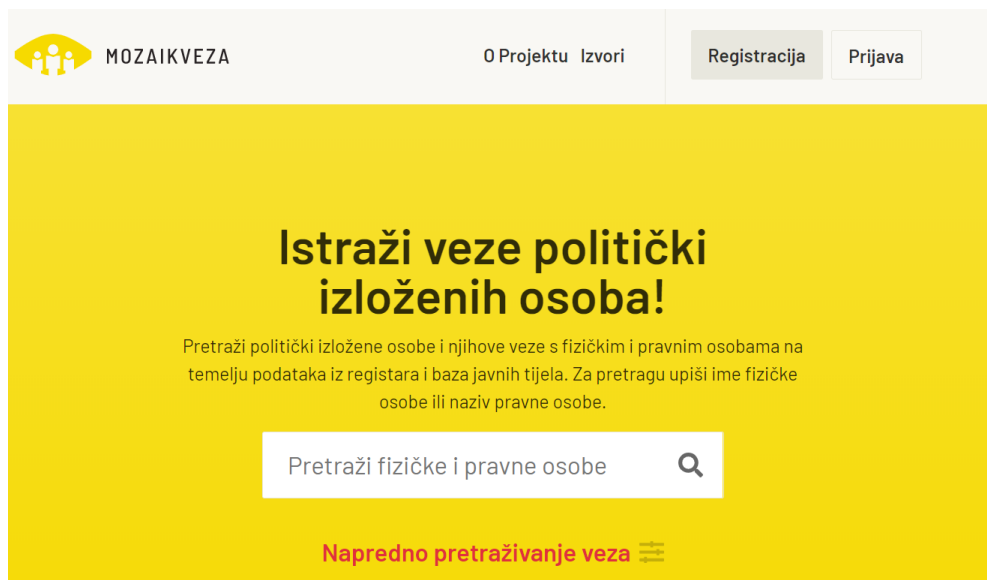 MOZAIKVEZA
O Projektu Izvori
Registracija
Prijava
Istraži veze politički
izloženih osoba!
Pretraži politički izložene osobe i njihove veze s fizičkim i pravnim osobama na
temelju podataka iz registara i baza javnih tijela. Za pretragu upiši ime fizičke
osobe ili naziv pravne osobe.
Pretraži fizičke i pravne osobe
Napredno pretraživanje veza